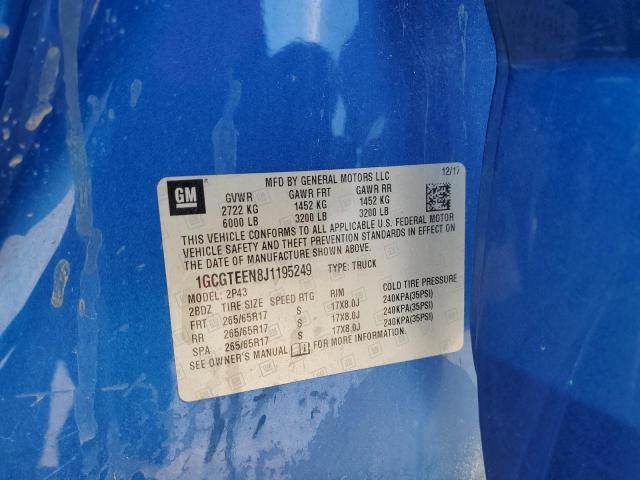 GM
MFD BY GENERAL MOTORS LLC 12/17
GVWR GAWR FRT GAWR RR
2722 KG 1452 KG 1452 KG
6000 LB 3200 LB 3200 LB
THIS VEHICLE CONFORMS TO ALL APPLICABLE U.S. FEDERAL MOTOR
VEHICLE SAFETY AND THEFT PREVENTION STANDARDS IN EFFECT ON
THE DATE OF MANUFACTURE SHOWN ABOVE.
1GCGTEEN8J1195249 TYPE: TRUCK
MODEL: 2P43
2BDZ TIRE SIZE SPEED RTG RIM COLD TIRE PRESSURE
FRT 265/65R17 S 17X8.0J 240KPA(35PSI)
RR 265/65R17 S 17X8.0J 240KPA(35PSI)
SPA 265/65R17 S 17X8.0J 240KPA(35PSI)
SEE OWNER'S MANUAL FOR MORE INFORMATION.